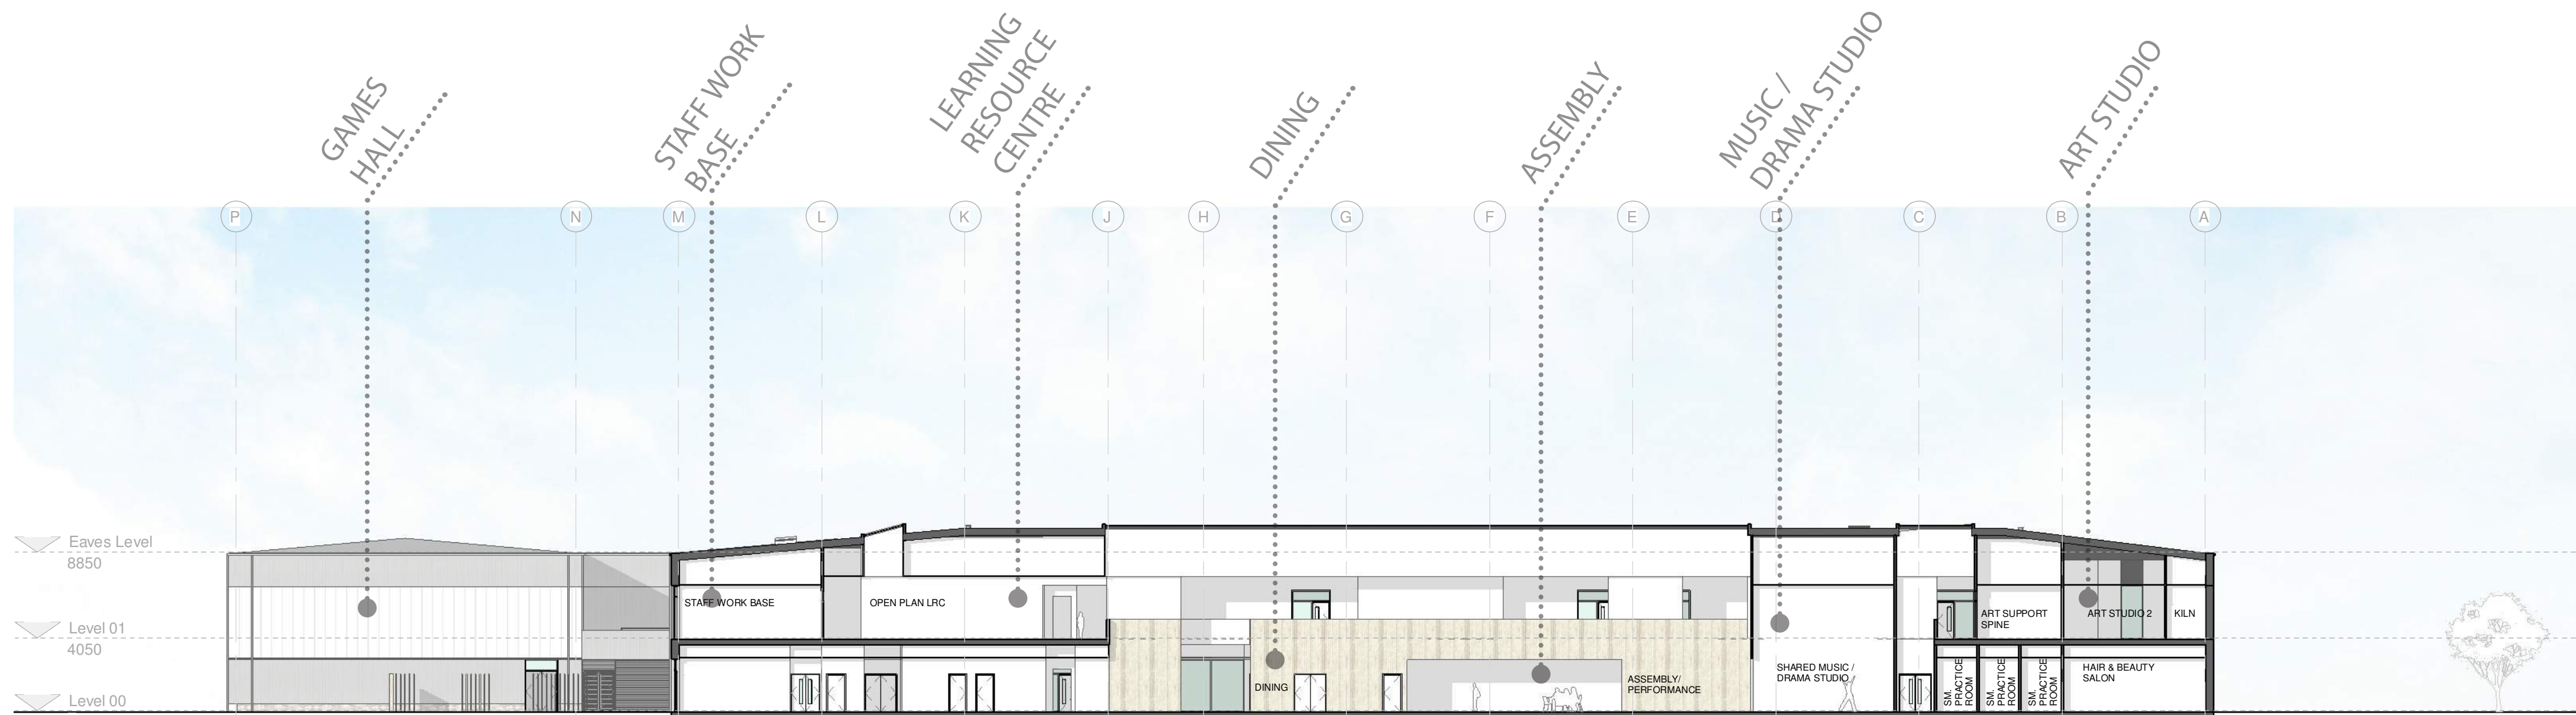 GAMES
HALL
STAFF WORK
BASE
LEARNING
RESOURCE
CENTRE
DINING
ASSEMBLY
MUSIC /
DRAMA STUDIO
ART STUDIO
P
N
M
L
K
J
H
G
F
E
D
C
B
A
Eaves Level
8850
Level 01
4050
Level 00
STAFF WORK BASE
OPEN PLAN LRC
ART SUPPORT
SPINE
ART STUDIO 2
KILN
DINING
ASSEMBLY/
PERFORMANCE
SHARED MUSIC /
DRAMA STUDIO
SM.
PRACTICE
ROOM
SM.
PRACTICE
ROOM
SM.
PRACTICE
ROOM
HAIR & BEAUTY
SALON